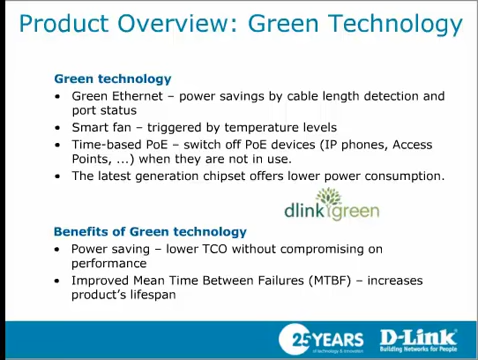 Product Overview: Green Technology
Green technology
• Green Ethernet – power savings by cable length detection and
port status
• Smart fan – triggered by temperature levels
• Time-based PoE – switch off PoE devices (IP phones, Access
Points, ...) when they are not in use.
• The latest generation chipset offers lower power consumption.
dlinkgreen
Benefits of Green technology
• Power saving – lower TCO without compromising on
performance
• Improved Mean Time Between Failures (MTBF) – increases
product's lifespan
25 YEARS
of technology & innovation
D-Link
Building Networks for People